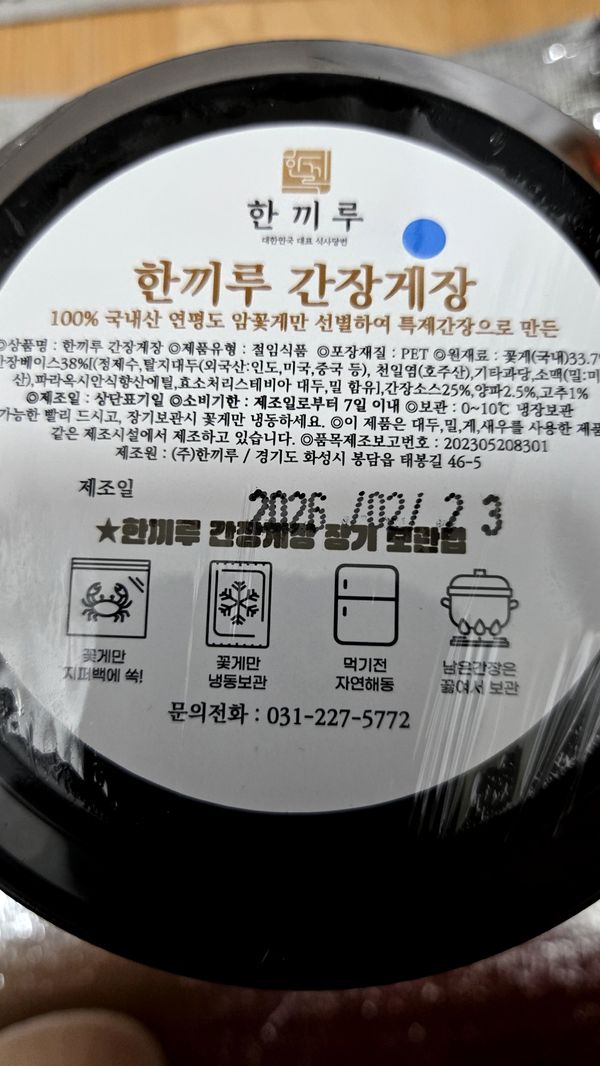 한끼
한끼루
대한민국 대표 식사당번
한끼루 간장게장
100% 국내산 연평도 암꽃게만 선별하여 특제간장으로 만든
◎상품명 : 한끼루 간장게장 ◎제품유형 : 절임식품 ◎포장재질 : PET ◎원재료 : 꽃게(국내)33.7%
간장베이스38%[(정제수,탈지대두(외국산:인도,미국,중국 등), 천일염(호주산),기타과당,소맥(밀:미
산),파라옥시안식향산에틸,효소처리스테비아 대두,밀 함유],간장소스25%,양파2.5%,고추1%
◎제조일 : 상단표기일 ◎소비기한 : 제조일로부터 7일 이내 ◎보관 : 0~10℃ 냉장보관
가능한 빨리 드시고, 장기보관시 꽃게만 냉동하세요. ◎이 제품은 대두,밀,게,새우를 사용한 제품
같은 제조시설에서 제조하고 있습니다. ◎품목제조보고번호 : 202305208301
제조원 : (주)한끼루 / 경기도 화성시 봉담읍 태봉길 46-5
제조일
2026
★한끼루 간장게장 장기 보관법
꽃게만 꽃게만 먹기전 남은간장은
지퍼백에 쏙! 냉동보관 자연해동 끓여서 보관
문의전화 : 031-227-5772